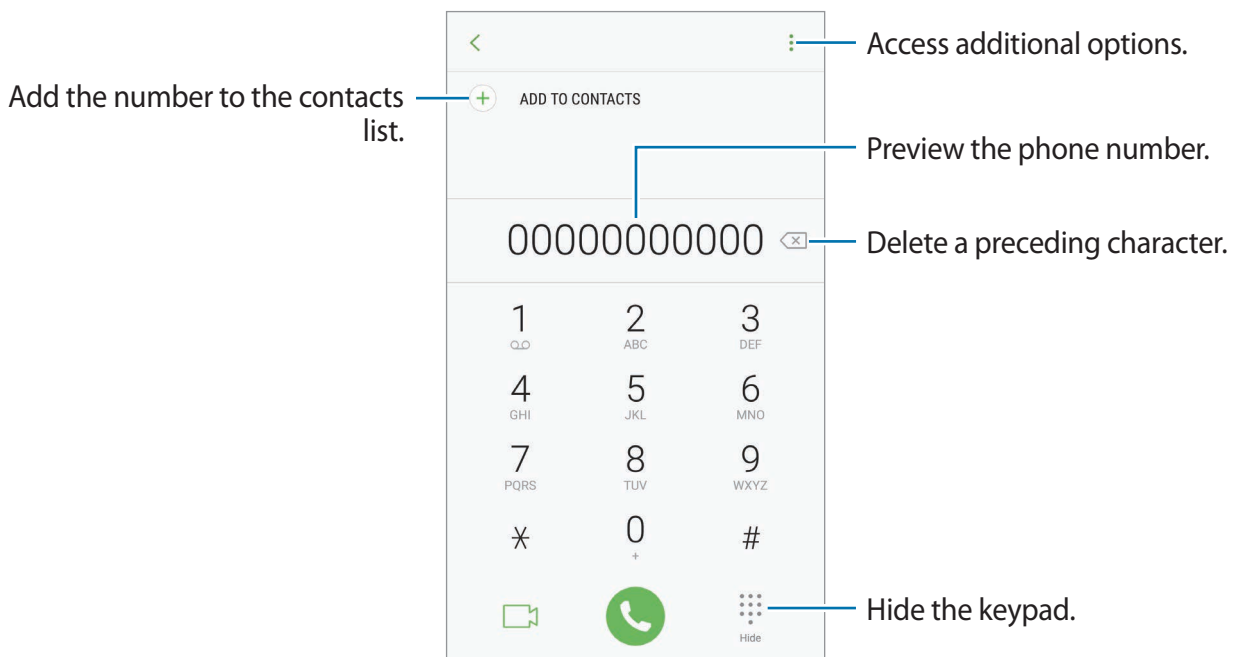 Access additional options.
Add the number to the contacts
list.
ADD TO CONTACTS
Preview the phone number.
00000000000
Delete a preceding character.
1 2 3
ABC DEF
4 5 6
GHI JKL MNO
7 8 9
PQRS TUV WXYZ
* 0 #
+
Hide the keypad.
Hide